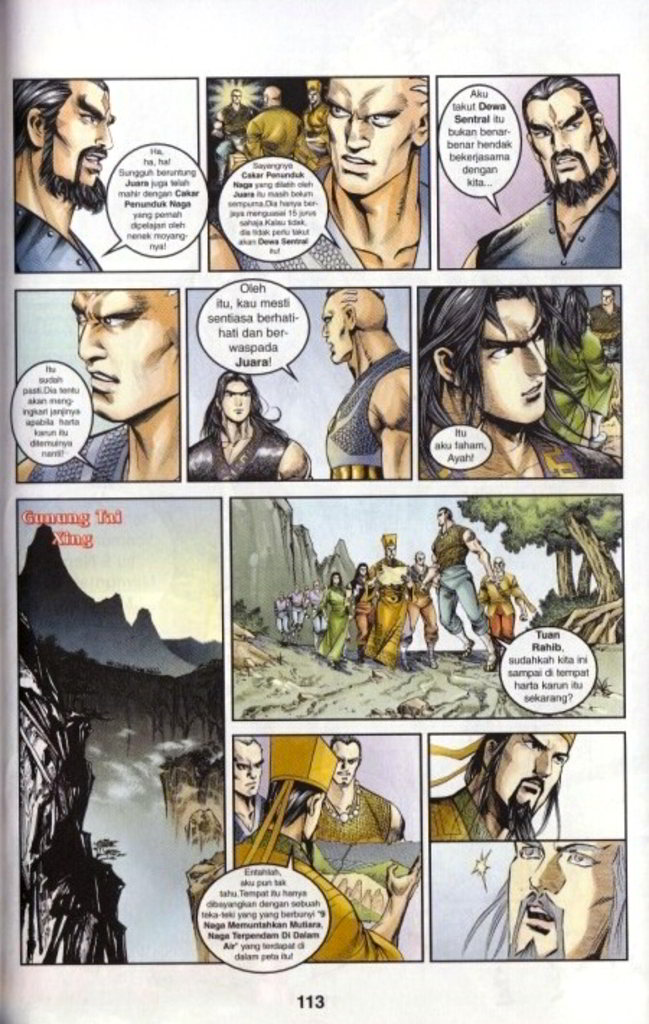 Ha,
ha, ha!
Sungguh beruntung
Juara juga telah
mahir dengan Cakar
Penunduk Naga
yang pernah
dipelajari oleh
nenek moyang-
nya!
Sayangnya
Cakar Penunduk
Naga yang dilatih oleh
Juara itu masih belum
sempurna.Dia hanya ber-
jaya menguasai 15 jurus
sahaja. Kalau tidak,
dia tidak perlu takut
akan Dewa Sentral
itu!
Aku
takut Dewa
Sentral itu
bukan benar-
benar hendak
bekerjasama
dengan
kita...
Itu
sudah
pasti.Dia tentu
akan meng-
ingkari janjinya
apabila harta
karun itu
ditemuinya
nanti!
Oleh
itu, kau mesti
sentiasa berhati-
hati dan ber-
waspada
Juara!
Itu
aku faham,
Ayah!
Gunung Tai
Xing
Tuan
Rahib,
sudahkah kita ini
sampai di tempat
harta karun itu
sekarang?
Entahlah,
aku pun tak
tahu.Tempat itu hanya
dibayangkan dengan sebuah
teka-teki yang yang berbunyi "9
Naga Memuntahkan Mutiara,
Naga Terpendam Di Dalam
Air" yang terdapat di
dalam peta itu!
113